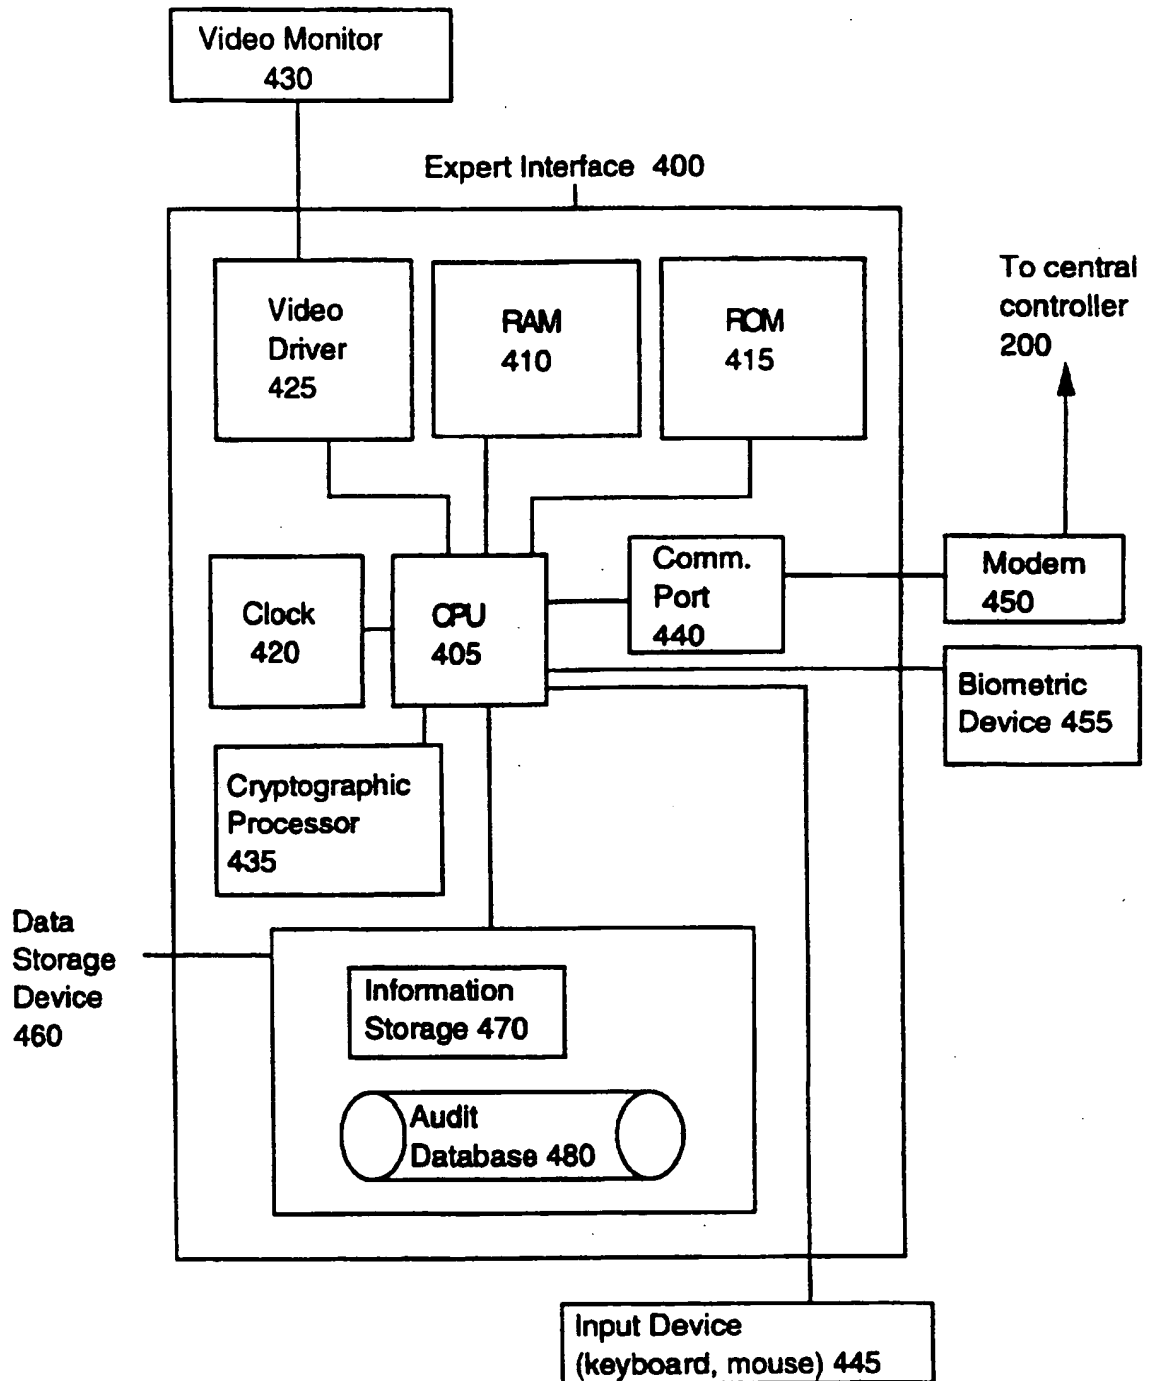 Video Monitor
430
Expert Interface 400
To central
controller
200
Video
Driver
425
RAM
410
ROM
415
Clock
420
CPU
405
Comm.
Port
440
Modem
450
Biometric
Device 455
Cryptographic
Processor
435
Data
Storage
Device
460
Information
Storage 470
Audit
Database 480
Input Device
(keyboard, mouse) 445